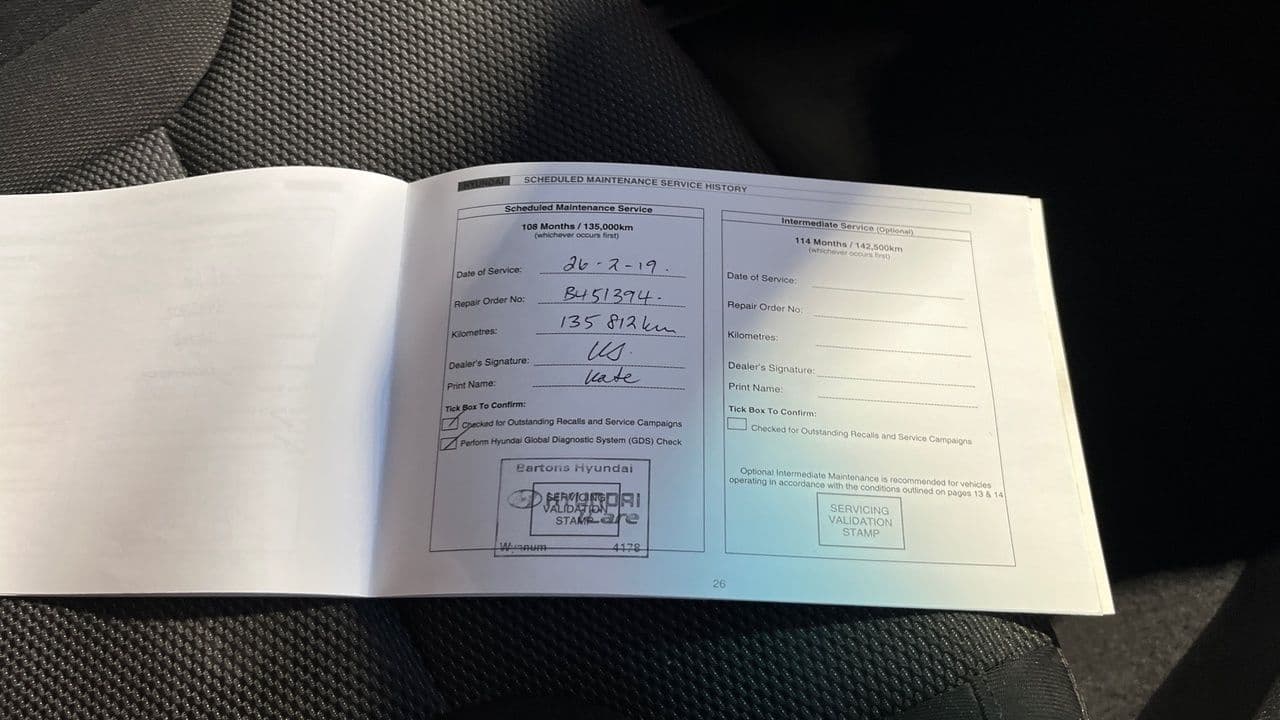 HYUNDAI SCHEDULED MAINTENANCE SERVICE HISTORY
Scheduled Maintenance Service
108 Months / 135,000km
(whichever occurs first)
Date of Service: 26-2-19.
Repair Order No: B451394.
Kilometres: 135 812km
Dealer's Signature:
Print Name: Kate
Tick Box To Confirm:
Checked for Outstanding Recalls and Service Campaigns
Perform Hyundai Global Diagnostic System (GDS) Check
Bartons Hyundai
HYUNDAI
iCare
SERVICING
VALIDATION
STAMP
Wynnum 4178
Intermediate Service (Optional)
114 Months / 142,500km
(whichever occurs first)
Date of Service:
Repair Order No:
Kilometres:
Dealer's Signature:
Print Name:
Tick Box To Confirm:
Checked for Outstanding Recalls and Service Campaigns
Optional Intermediate Maintenance is recommended for vehicles
operating in accordance with the conditions outlined on pages 13 & 14
SERVICING
VALIDATION
STAMP
26